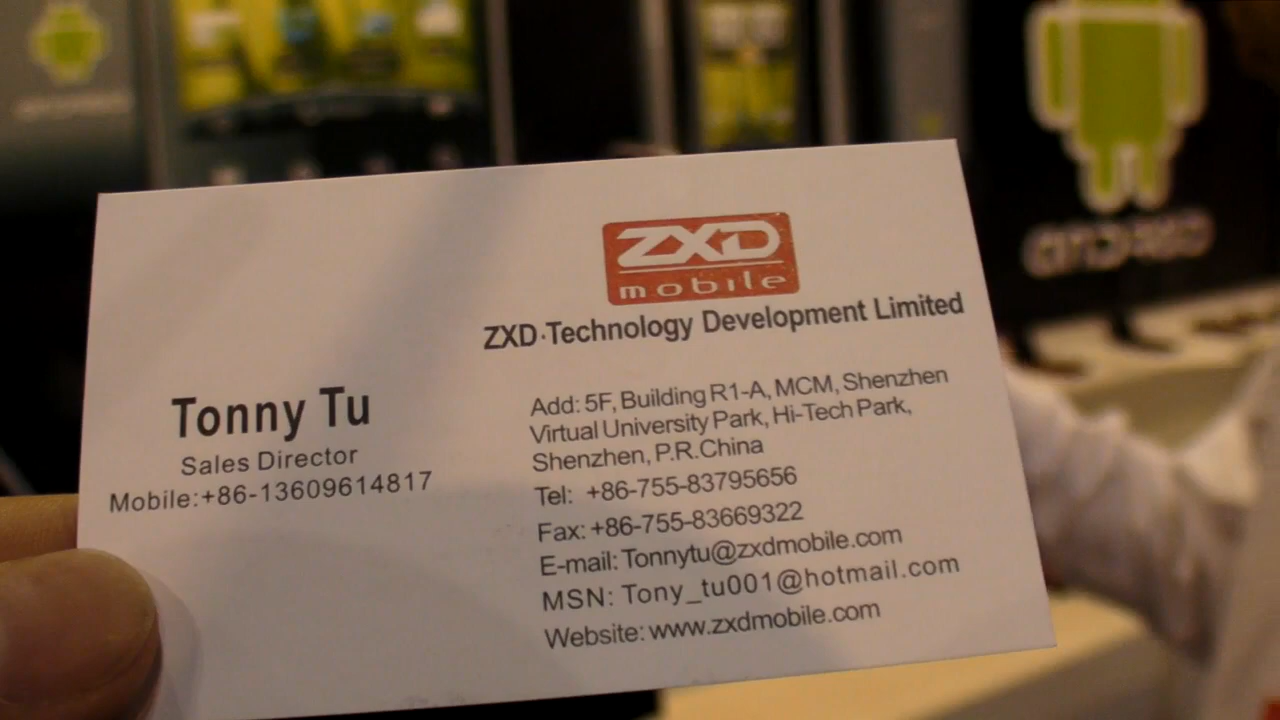 ZXD
mobile
ZXD·Technology Development Limited
Tonny Tu
Sales Director
Mobile:+86-13609614817
Add: 5F, Building R1-A, MCM, Shenzhen
Virtual University Park, Hi-Tech Park,
Shenzhen, P.R.China
Tel: +86-755-83795656
Fax: +86-755-83669322
E-mail: Tonnytu@zxdmobile.com
MSN: Tony_tu001@hotmail.com
Website: www.zxdmobile.com
android